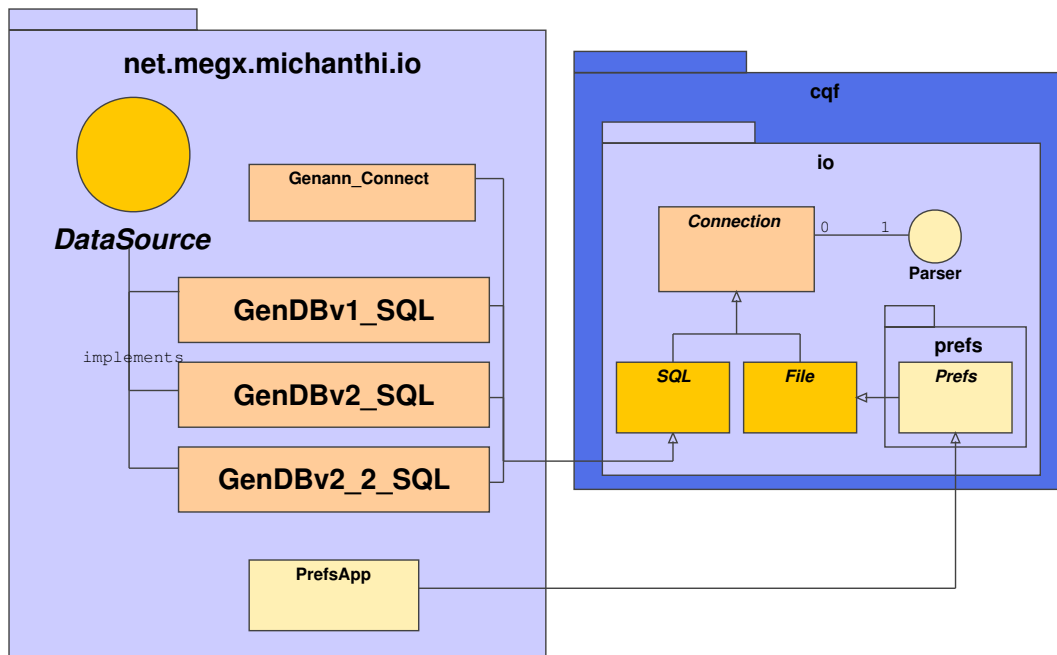 net.megx.michanthi.io
DataSource
Genann_Connect
GenDBv1_SQL
implements
GenDBv2_SQL
GenDBv2_2_SQL
PrefsApp
cqf
io
Connection
0 1
Parser
prefs
SQL
File
Prefs